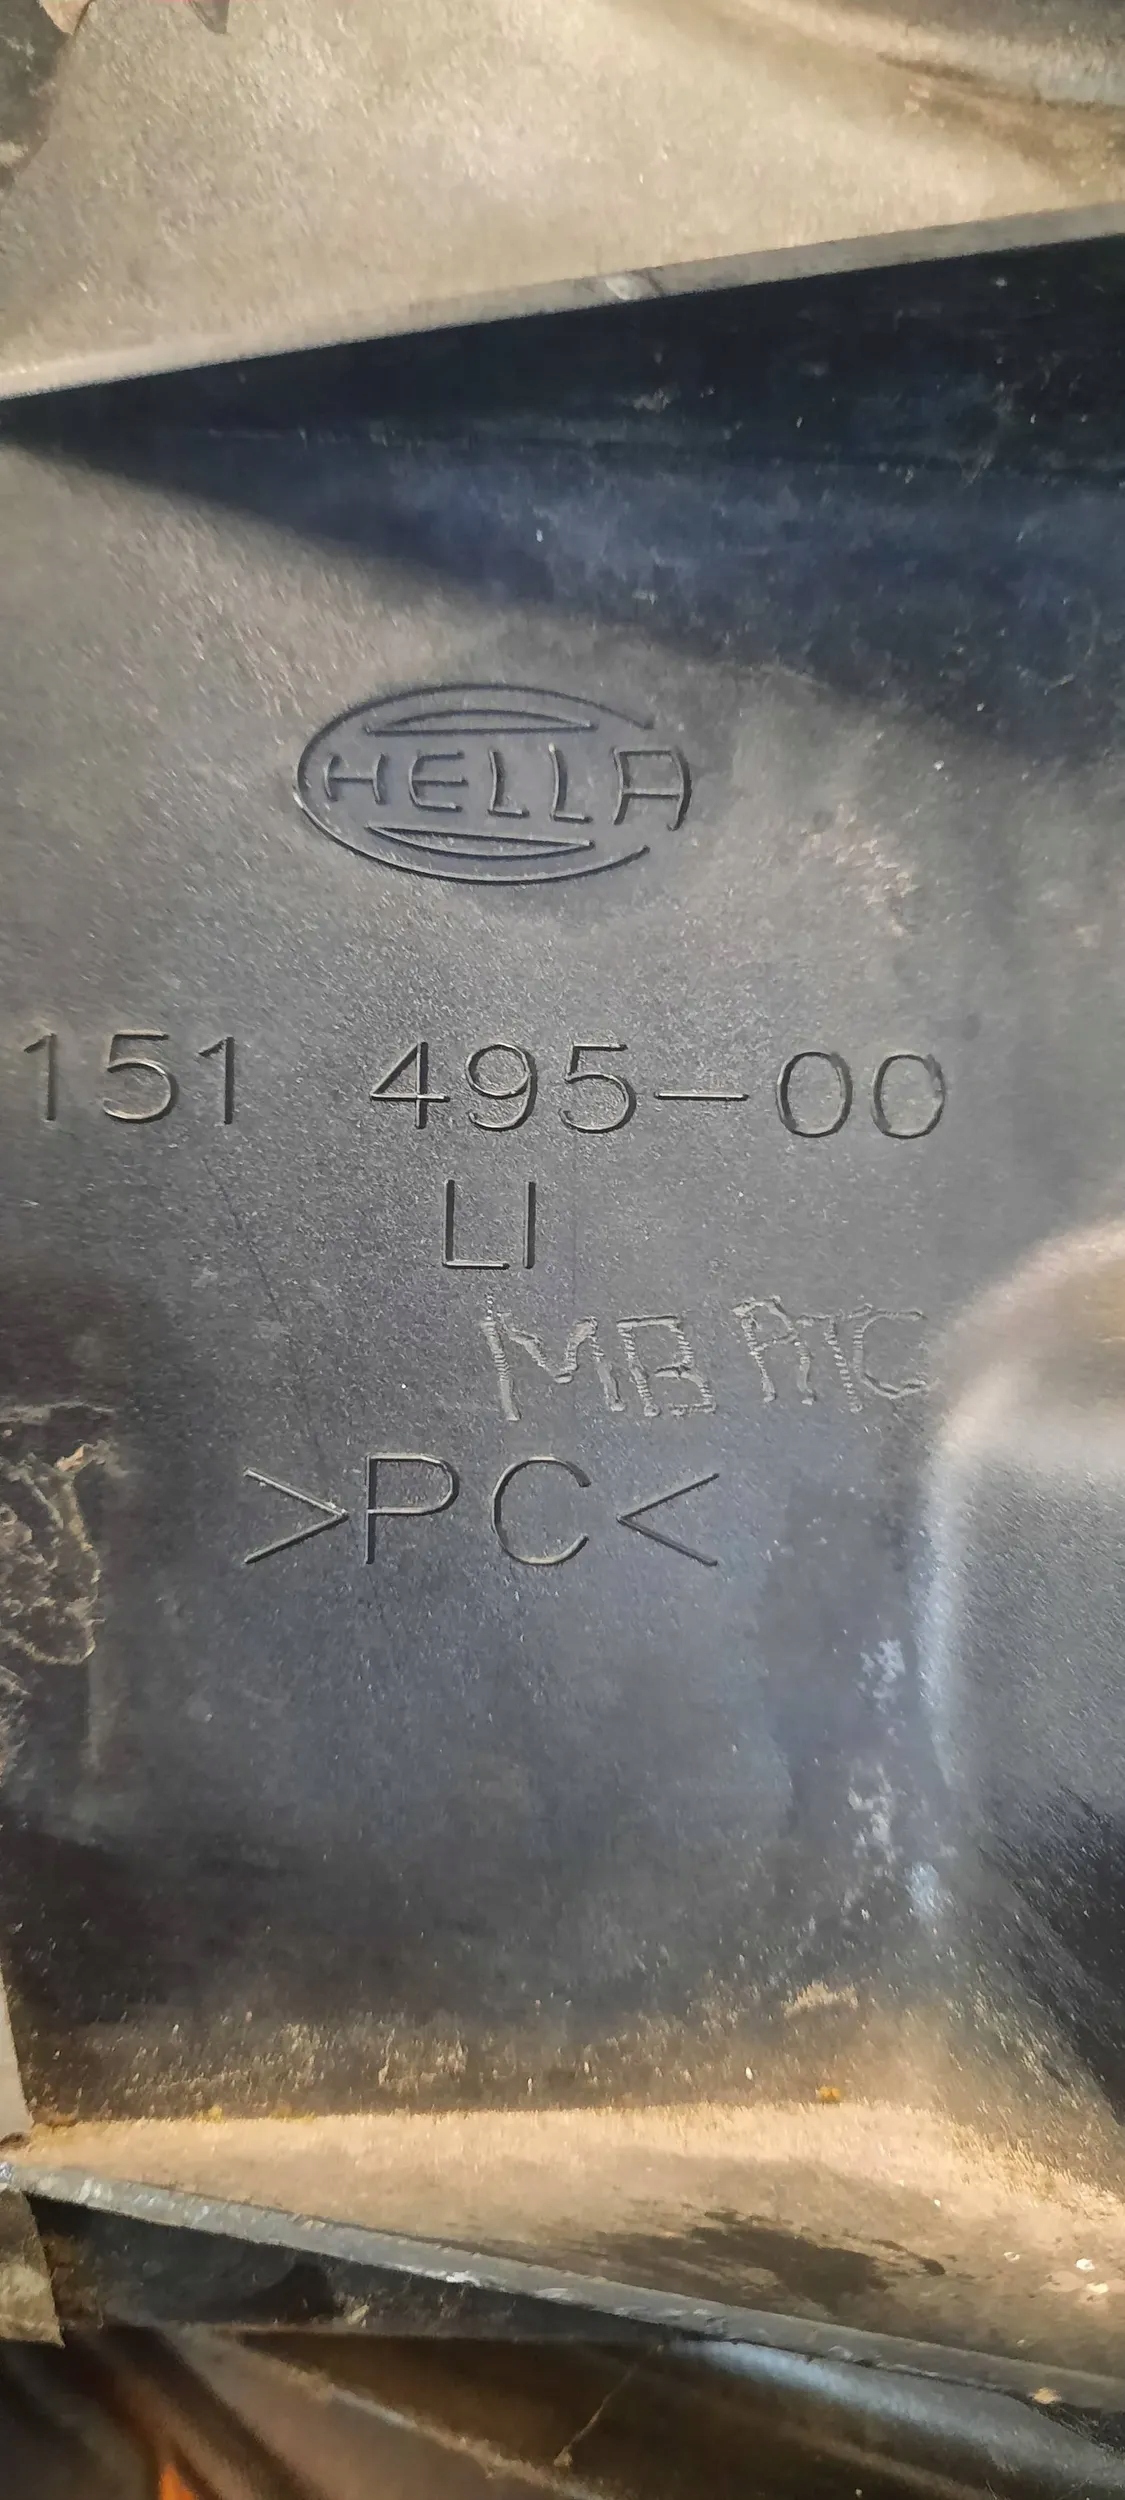 HELLA
151 495-00
LI
MB ATC
>PC<